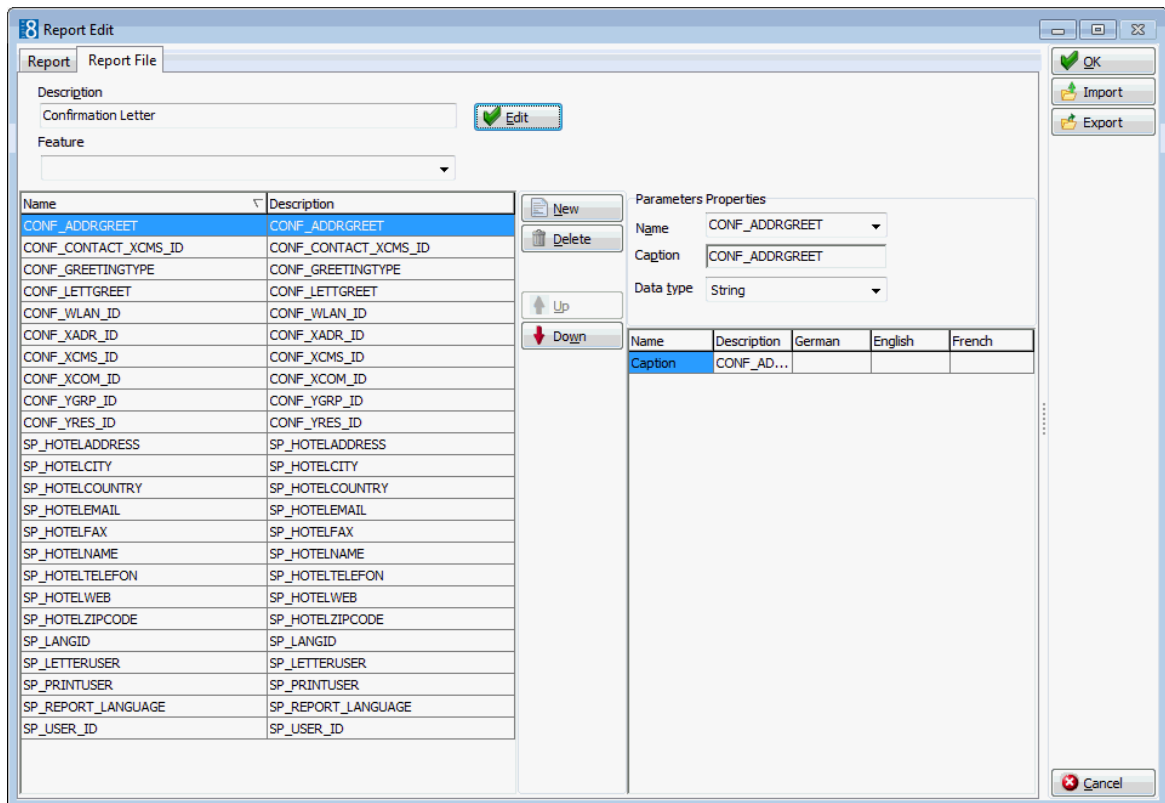 8 Report Edit
Report Report File
Description
Confirmation Letter
Edit
Feature
Name Description
CONF_ADDRGREET CONF_ADDRGREET
CONF_CONTACT_XCMS_ID CONF_CONTACT_XCMS_ID
CONF_GREETINGTYPE CONF_GREETINGTYPE
CONF_LETTGREET CONF_LETTGREET
CONF_WLAN_ID CONF_WLAN_ID
CONF_XADR_ID CONF_XADR_ID
CONF_XCMS_ID CONF_XCMS_ID
CONF_XCOM_ID CONF_XCOM_ID
CONF_YGRP_ID CONF_YGRP_ID
CONF_YRES_ID CONF_YRES_ID
SP_HOTELADDRESS SP_HOTELADDRESS
SP_HOTELCITY SP_HOTELCITY
SP_HOTELCOUNTRY SP_HOTELCOUNTRY
SP_HOTELEMAIL SP_HOTELEMAIL
SP_HOTELFAX SP_HOTELFAX
SP_HOTELNAME SP_HOTELNAME
SP_HOTELTELEFON SP_HOTELTELEFON
SP_HOTELWEB SP_HOTELWEB
SP_HOTELZIPCODE SP_HOTELZIPCODE
SP_LANGID SP_LANGID
SP_LETTERUSER SP_LETTERUSER
SP_PRINTUSER SP_PRINTUSER
SP_REPORT_LANGUAGE SP_REPORT_LANGUAGE
SP_USER_ID SP_USER_ID
New
Delete
Up
Down
Parameters Properties
Name CONF_ADDRGREET
Caption CONF_ADDRGREET
Data type String
Name Description German English French
Caption CONF_AD...
OK
Import
Export
Cancel